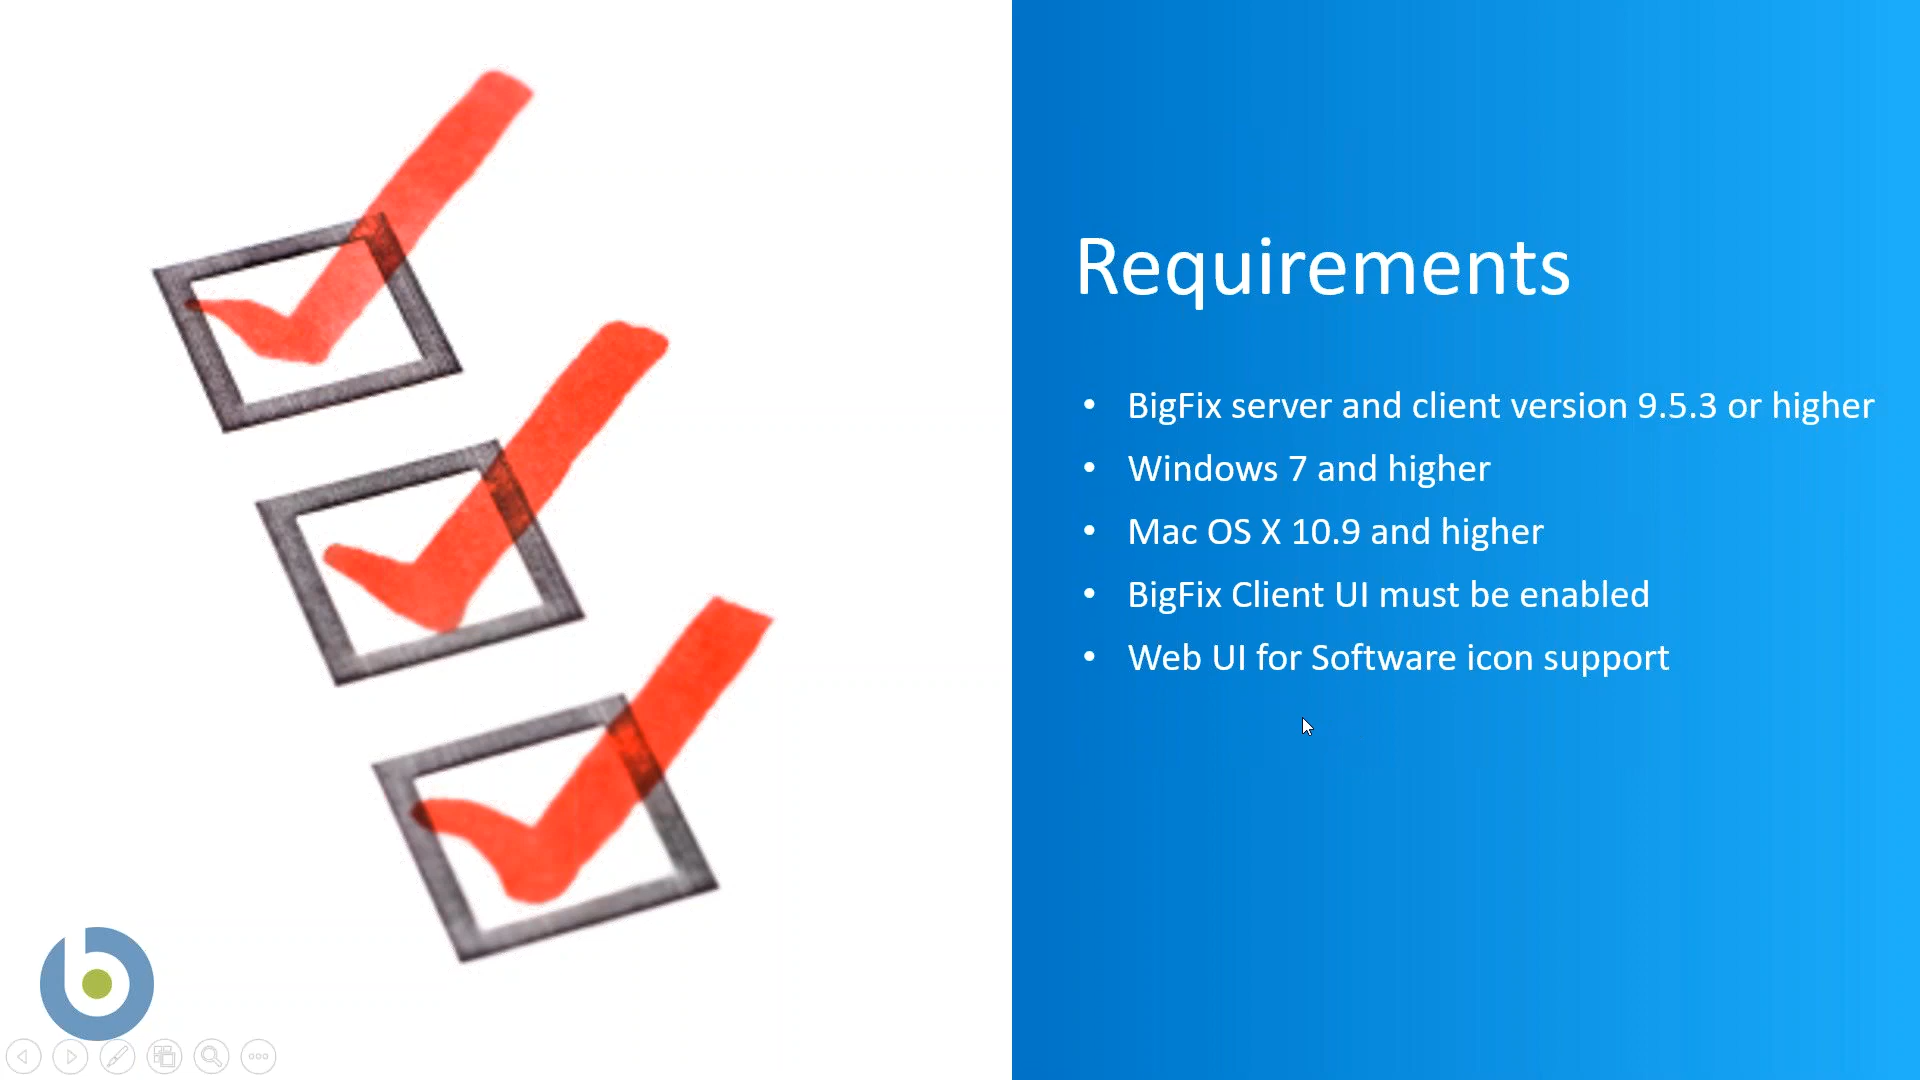 Requirements
• BigFix server and client version 9.5.3 or higher
• Windows 7 and higher
• Mac OS X 10.9 and higher
• BigFix Client UI must be enabled
• Web UI for Software icon support